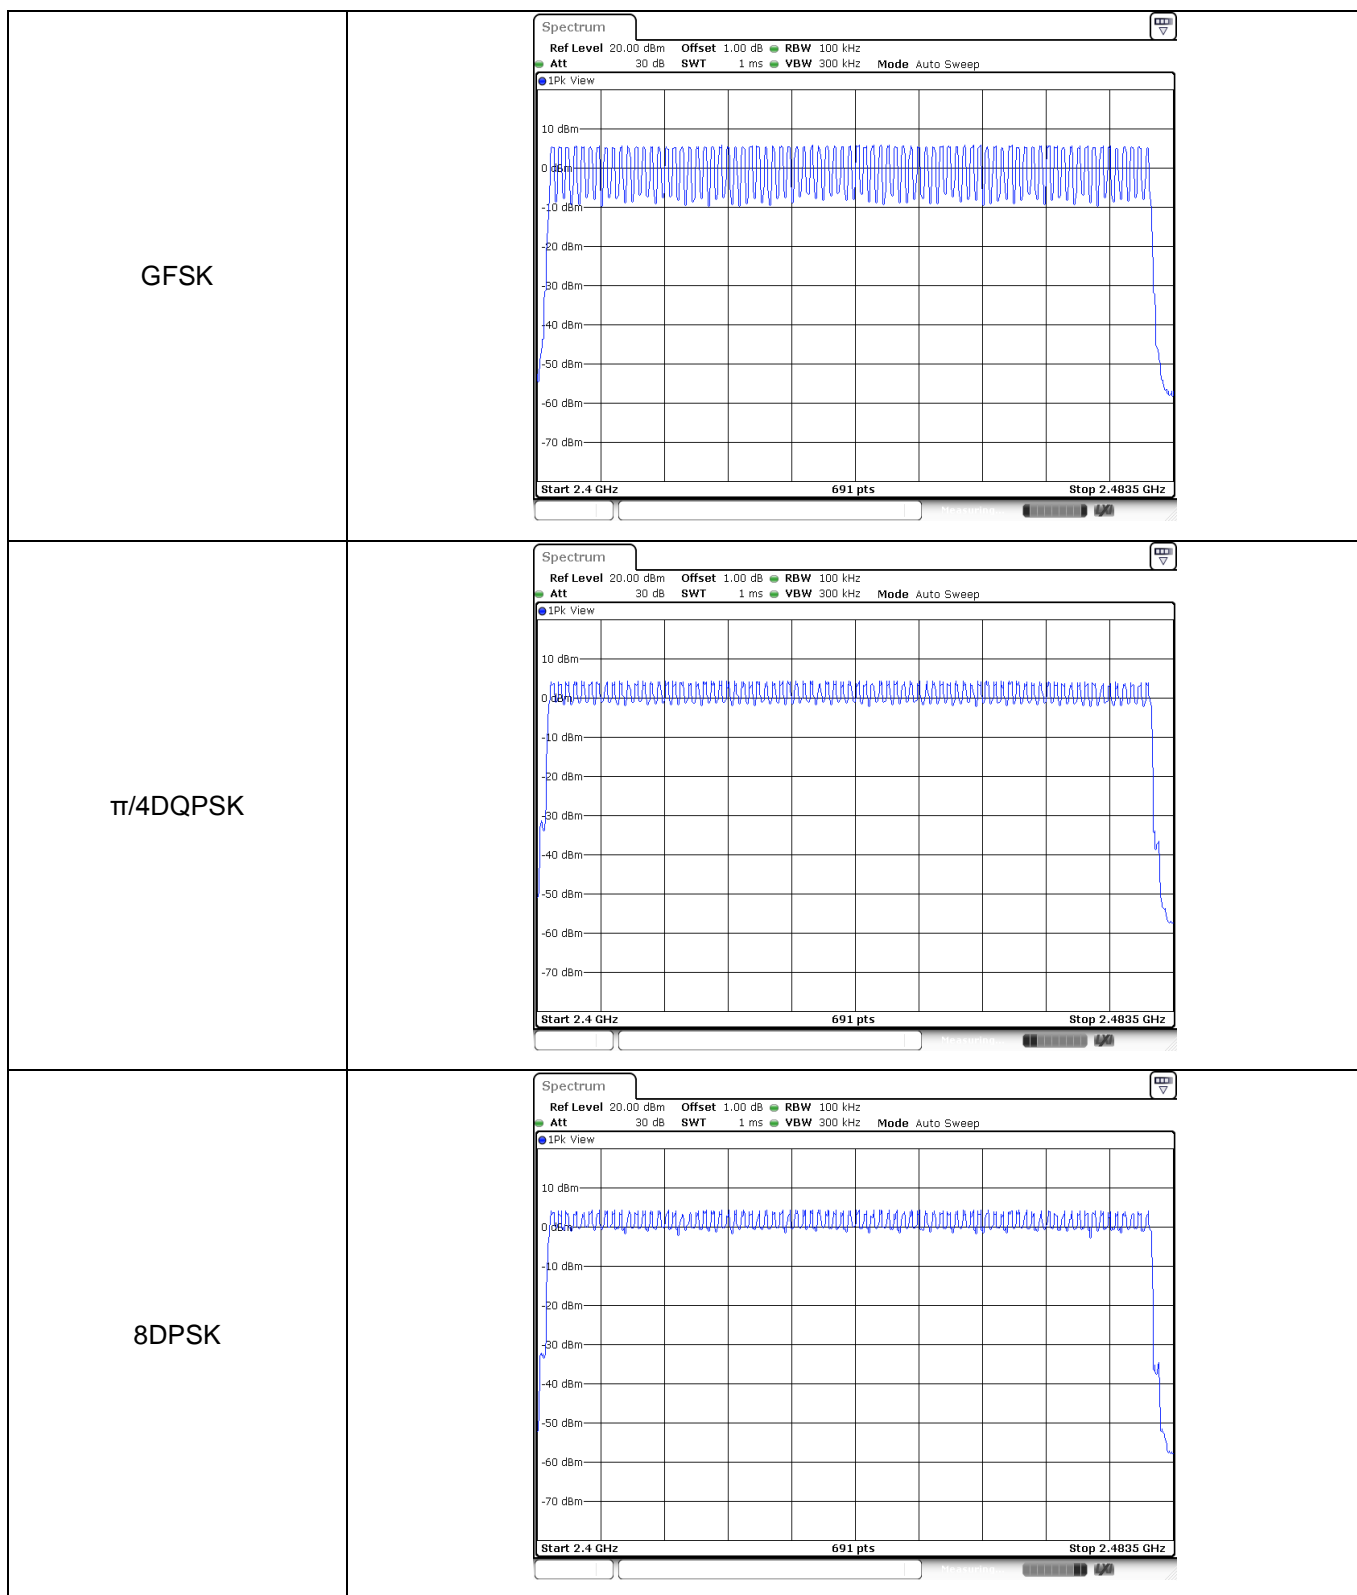 GFSK
Spectrum
Ref Level 20.00 dBm Offset 1.00 dB RBW 100 kHz
Att 30 dB SWT 1 ms VBW 300 kHz Mode Auto Sweep
1Pk View
10 dBm
0 dBm
-10 dBm
-20 dBm
-30 dBm
-40 dBm
-50 dBm
-60 dBm
-70 dBm
Start 2.4 GHz 691 pts Stop 2.4835 GHz
Measuring...
π/4DQPSK
Spectrum
Ref Level 20.00 dBm Offset 1.00 dB RBW 100 kHz
Att 30 dB SWT 1 ms VBW 300 kHz Mode Auto Sweep
1Pk View
10 dBm
0 dBm
-10 dBm
-20 dBm
-30 dBm
-40 dBm
-50 dBm
-60 dBm
-70 dBm
Start 2.4 GHz 691 pts Stop 2.4835 GHz
Measuring...
8DPSK
Spectrum
Ref Level 20.00 dBm Offset 1.00 dB RBW 100 kHz
Att 30 dB SWT 1 ms VBW 300 kHz Mode Auto Sweep
1Pk View
10 dBm
0 dBm
-10 dBm
-20 dBm
-30 dBm
-40 dBm
-50 dBm
-60 dBm
-70 dBm
Start 2.4 GHz 691 pts Stop 2.4835 GHz
Measuring...